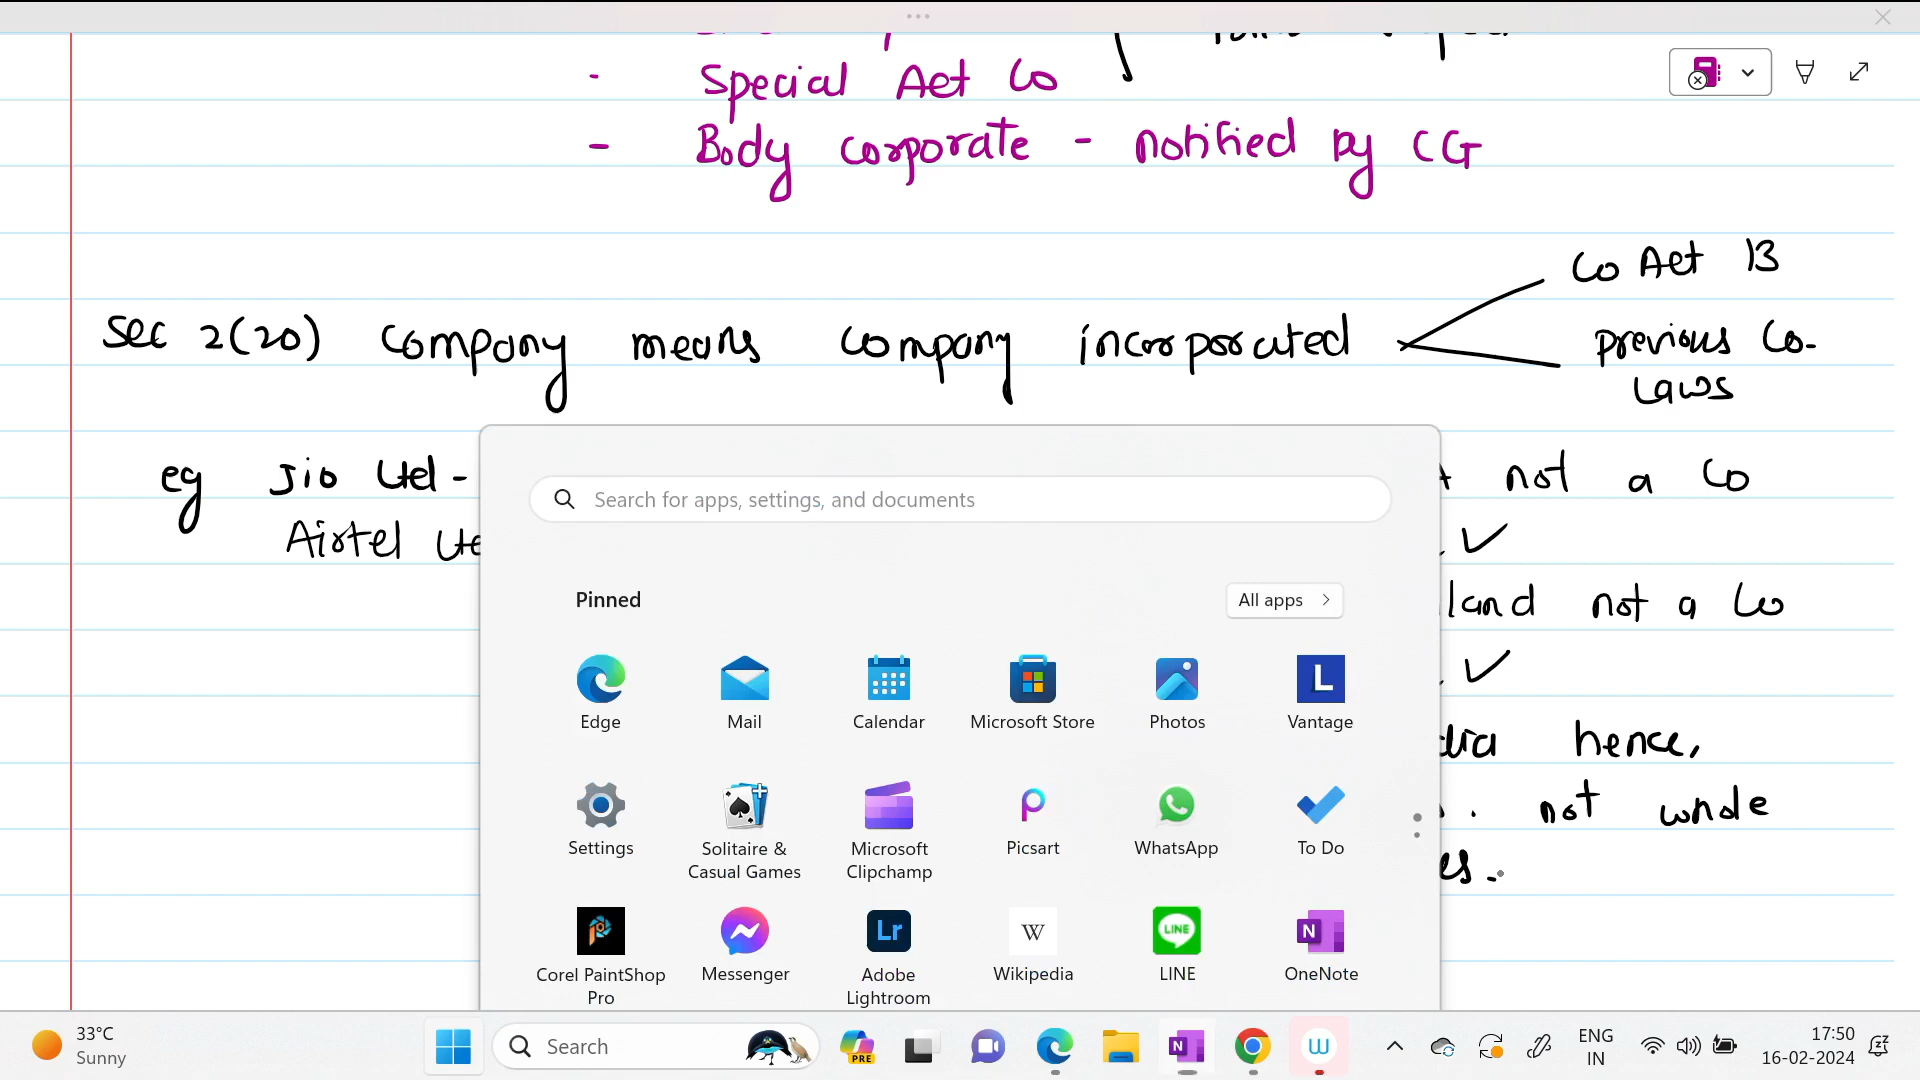 Special Act Co
- Body corporate - notified by CG
Co Act 13
Sec 2(20) Company means company incorporated
previous Co.
Laws
eg Jio Ltd -
not a Co
Airtel Lt
land not a Co
hence,
not whole
es.
Search for apps, settings, and documents
Pinned
All apps
Edge
Mail
Calendar
Microsoft Store
Photos
Vantage
Settings
Solitaire &
Casual Games
Microsoft
Clipchamp
Picsart
WhatsApp
To Do
Corel PaintShop
Pro
Messenger
Adobe
Lightroom
Wikipedia
LINE
OneNote
33°C
Sunny
Search
PRE
ENG
IN
17:50
16-02-2024